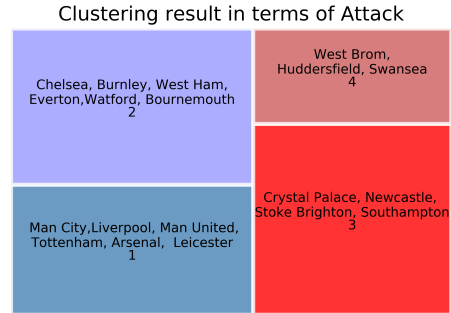 Clustering result in terms of Attack
Chelsea, Burnley, West Ham,
Everton,Watford, Bournemouth
2
West Brom,
Huddersfield, Swansea
4
Man City,Liverpool, Man United,
Tottenham, Arsenal,  Leicester
1
Crystal Palace, Newcastle,
Stoke Brighton, Southampton
3